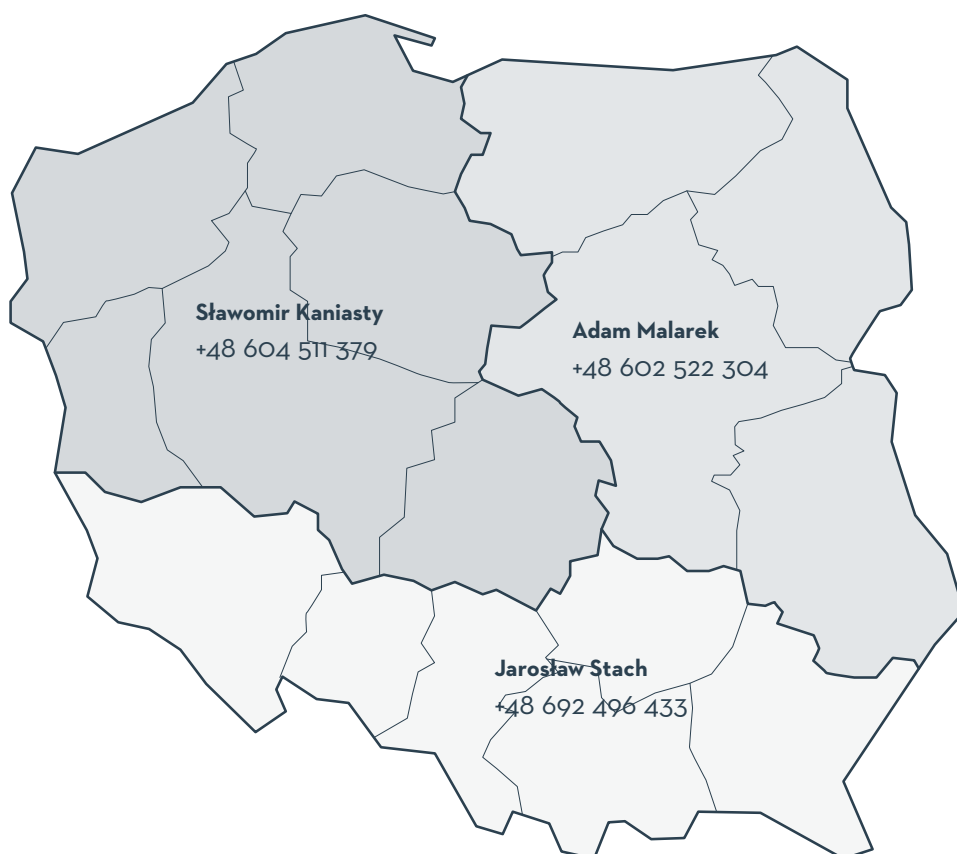 Sławomir Kaniasty
+48 604 511 379
Adam Malarek
+48 602 522 304
Jarosław Stach
+48 692 496 433